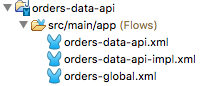 orders-data-api
src/main/app (Flows)
orders-data-api.xml
orders-data-api-impl.xml
orders-global.xml